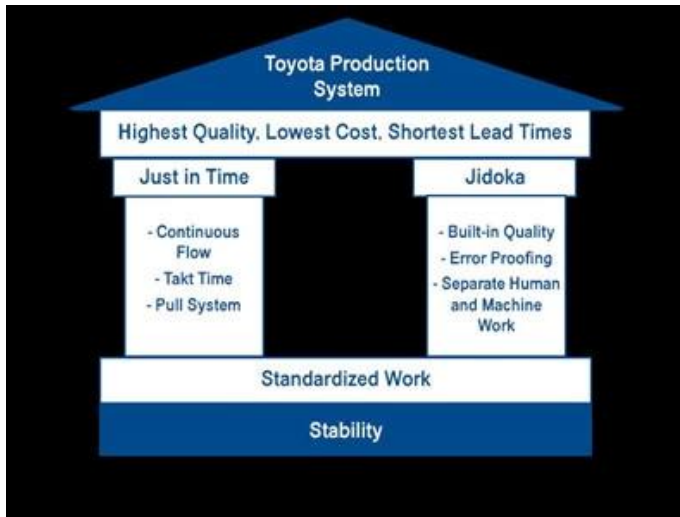 Toyota Production
System
Highest Quality, Lowest Cost, Shortest Lead Times
Just in Time
- Continuous
Flow
- Takt Time
- Pull System
Jidoka
- Built-in Quality
- Error Proofing
- Separate Human
and Machine
Work
Standardized Work
Stability